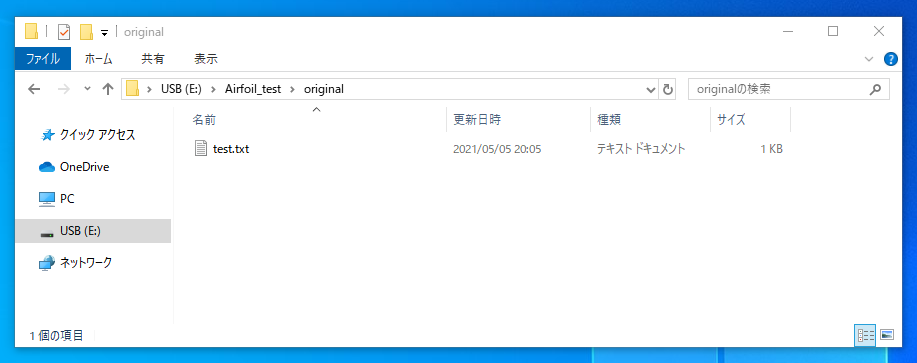 original
ファイル ホーム 共有 表示
USB (E:) Airfoil_test original originalの検索
名前 更新日時 種類 サイズ
クイック アクセス
test.txt 2021/05/05 20:05 テキスト ドキュメント 1 KB
OneDrive
PC
USB (E:)
ネットワーク
1 個の項目